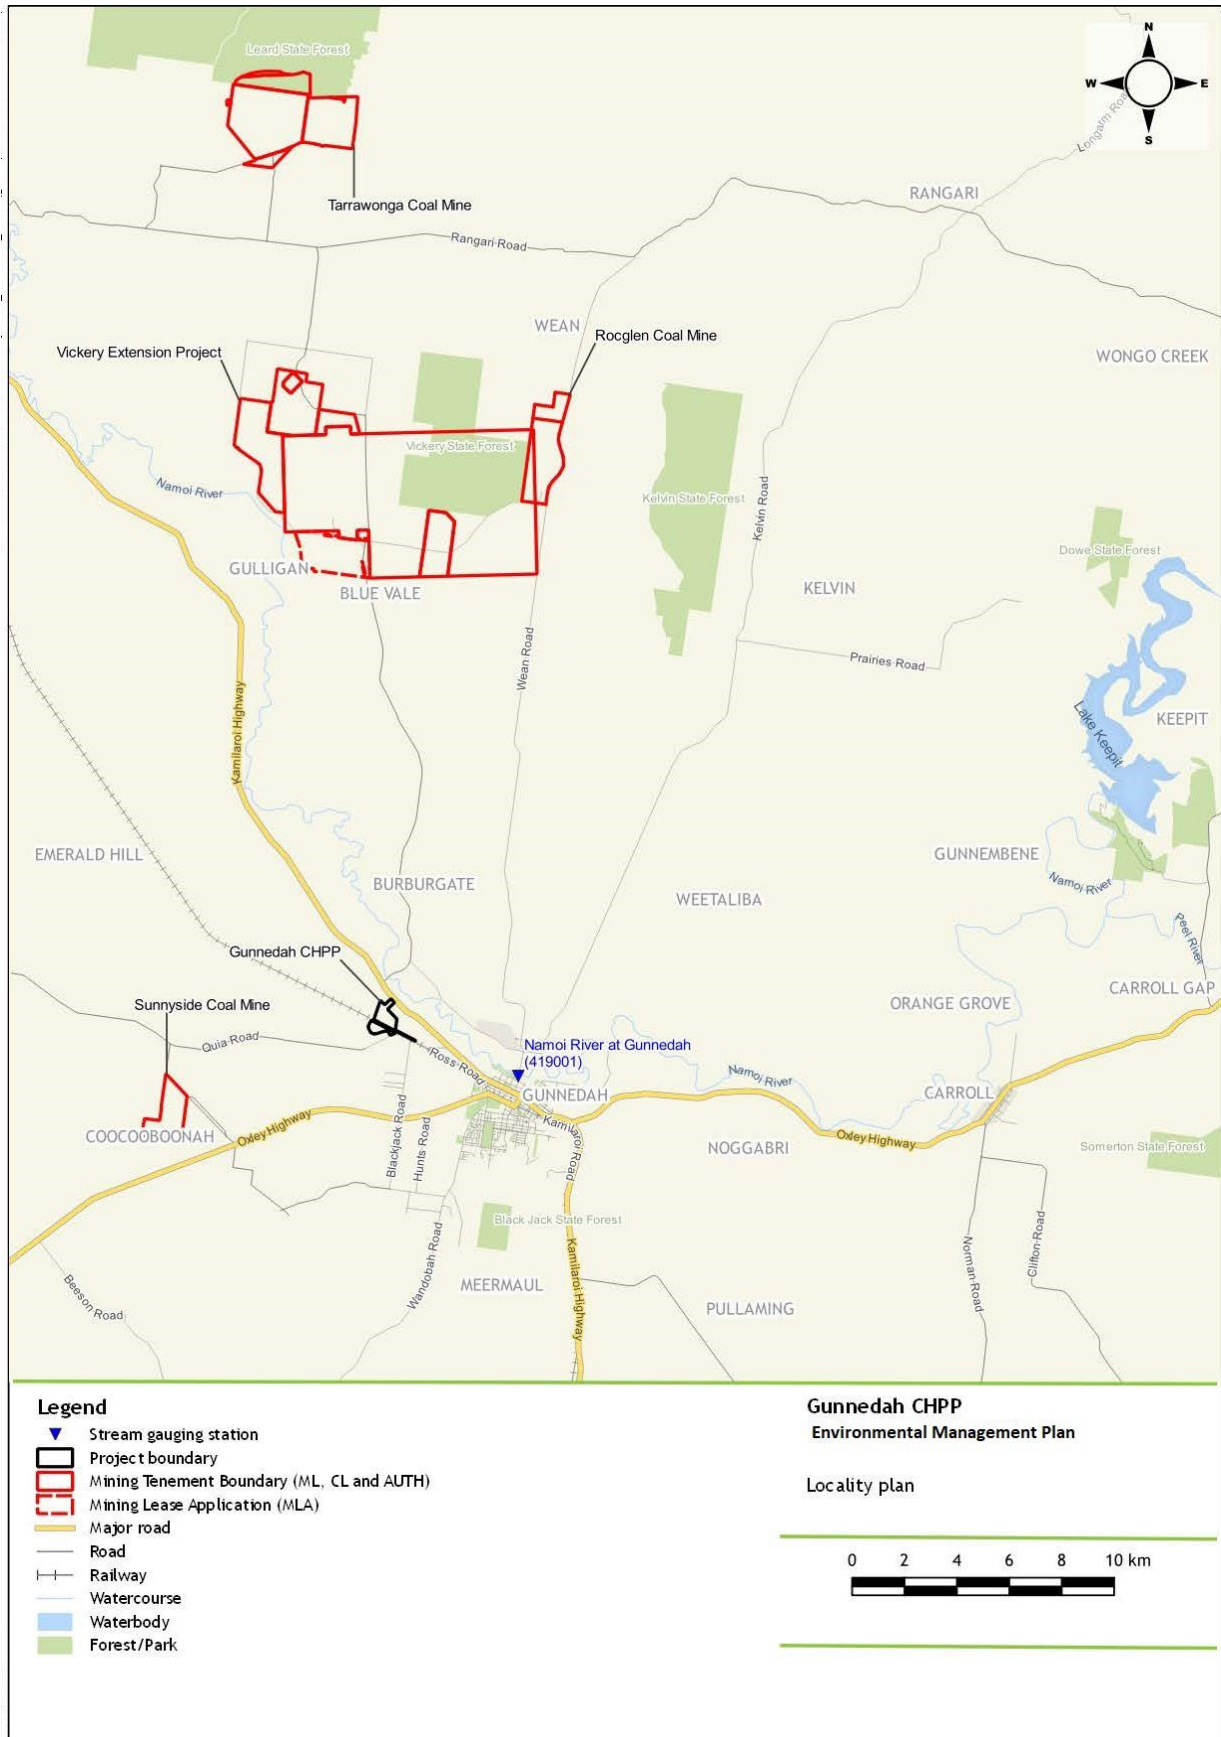 Leard State Forest
N
W
E
S
Longarm Road
RANGARI
Tarrawonga Coal Mine
Rangari Road
WEAN
Rocglen Coal Mine
Vickery Extension Project
WONGO CREEK
Vickery State Forest
Namoi River
Kelvin State Forest
Kelvin Road
Dowe State Forest
GULLIGAN
BLUE VALE
KELVIN
Wean Road
Prairies Road
Kamilaroi Highway
Lake Keepit
KEEPIT
EMERALD HILL
GUNNEMBENE
BURBURGATE
WEETALIBA
Namoi River
Peel River
Gunnedah CHPP
CARROLL GAP
Sunnyside Coal Mine
ORANGE GROVE
Quia Road
Ross Road
Namoi River at Gunnedah
(419001)
Namoi River
GUNNEDAH
CARROLL
Kamilaroi Road
COOCOOBOONAH
Oxley Highway
Blackjack Road
Hunts Road
NOGGABRI
Oxley Highway
Somerton State Forest
Black Jack State Forest
Wandobah Road
Kamilaroi Highway
Norman Road
Clifton Road
MEERMAUL
Beeson Road
PULLAMING
Legend
Stream gauging station
Project boundary
Mining Tenement Boundary (ML, CL and AUTH)
Mining Lease Application (MLA)
Major road
Road
Railway
Watercourse
Waterbody
Forest/Park
Gunnedah CHPP
Environmental Management Plan
Locality plan
0 2 4 6 8 10 km